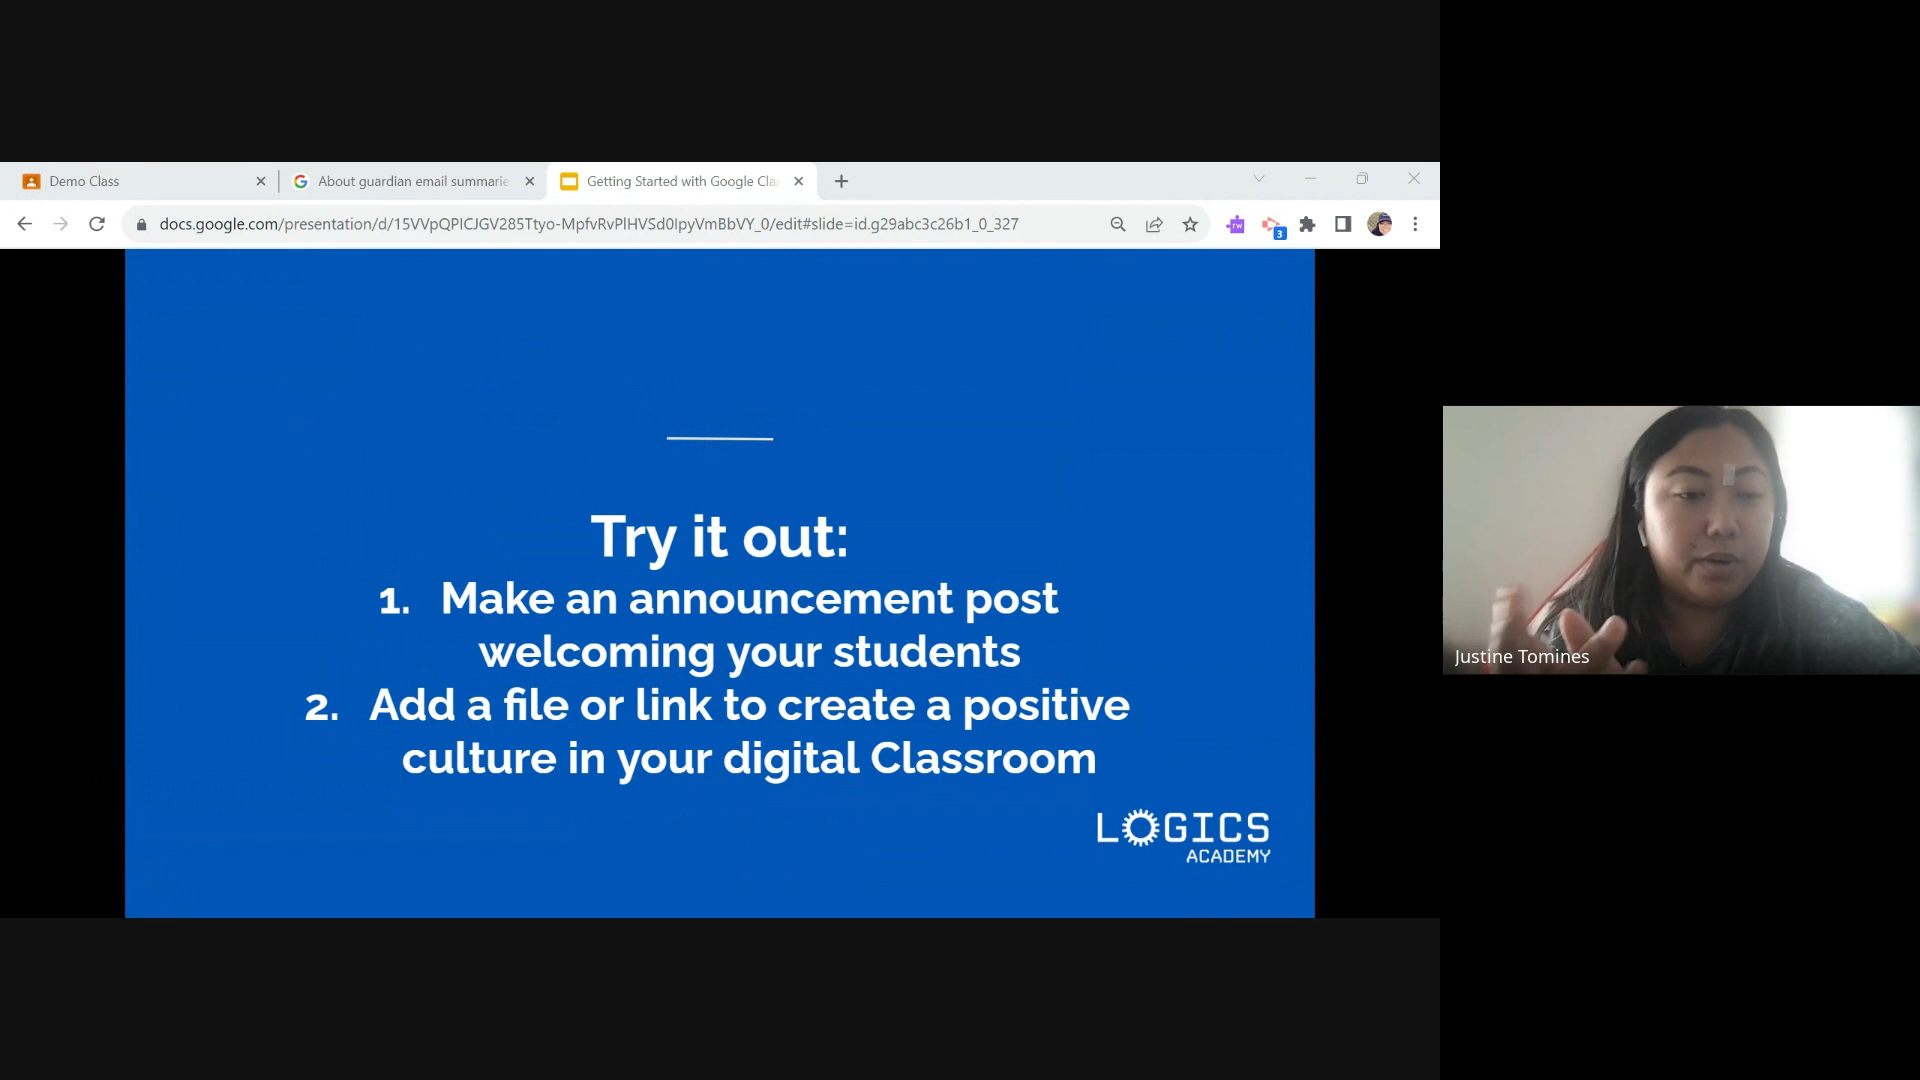 Demo Class
About guardian email summarie
Getting Started with Google Cla
docs.google.com/presentation/d/15VVpQPICJGV285Ttyo-MpfvRvPlHVSd0IpyVmBbVY_0/edit#slide=id.g29abc3c26b1_0_327
rw
3
Try it out:
1. Make an announcement post
welcoming your students
2. Add a file or link to create a positive
culture in your digital Classroom
LOGICS
ACADEMY
Justine Tomines